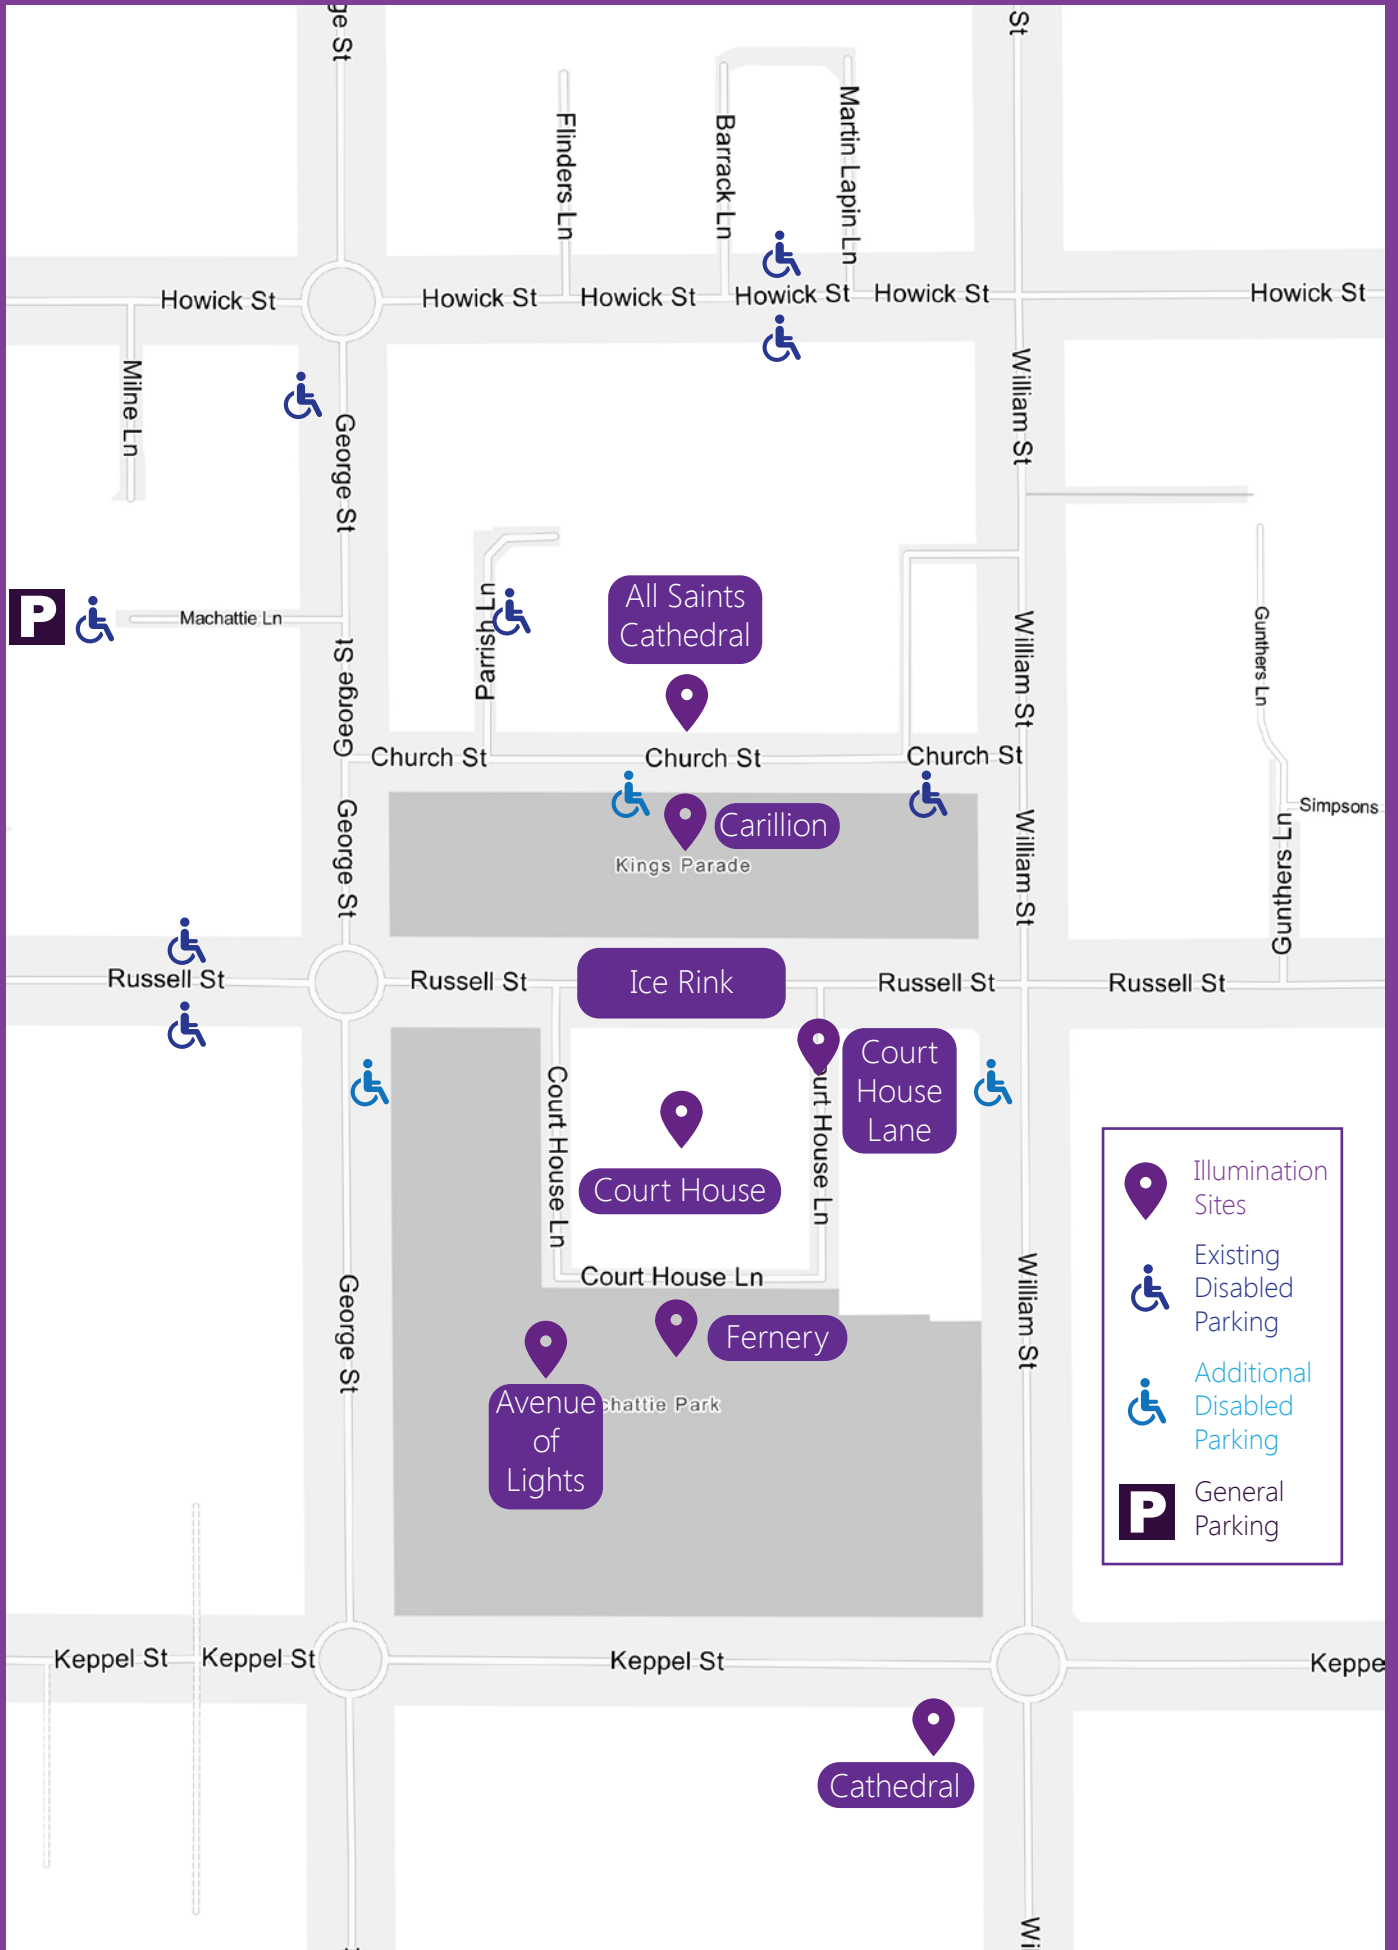 ge St
St
Flinders Ln
Barrack Ln
Martin Lapin Ln
Howick St
Howick St
Howick St
Howick St
Howick St
Howick St
Milne Ln
George St
William St
Machattie Ln
P
Parrish Ln
All Saints
Cathedral
George St
William St
Gunthers Ln
Church St
Church St
Church St
Carillion
Kings Parade
George St
William St
Simpsons
Gunthers Ln
Russell St
Russell St
Ice Rink
Russell St
Russell St
Court House Ln
Court House
ourt House Ln
Court
House
Lane
Court House Ln
Fernery
Avenue
of
Lights
chattie Park
George St
William St
Illumination
Sites
Existing
Disabled
Parking
Additional
Disabled
Parking
P
General
Parking
Keppel St
Keppel St
Keppel St
Keppe
Cathedral
Wi